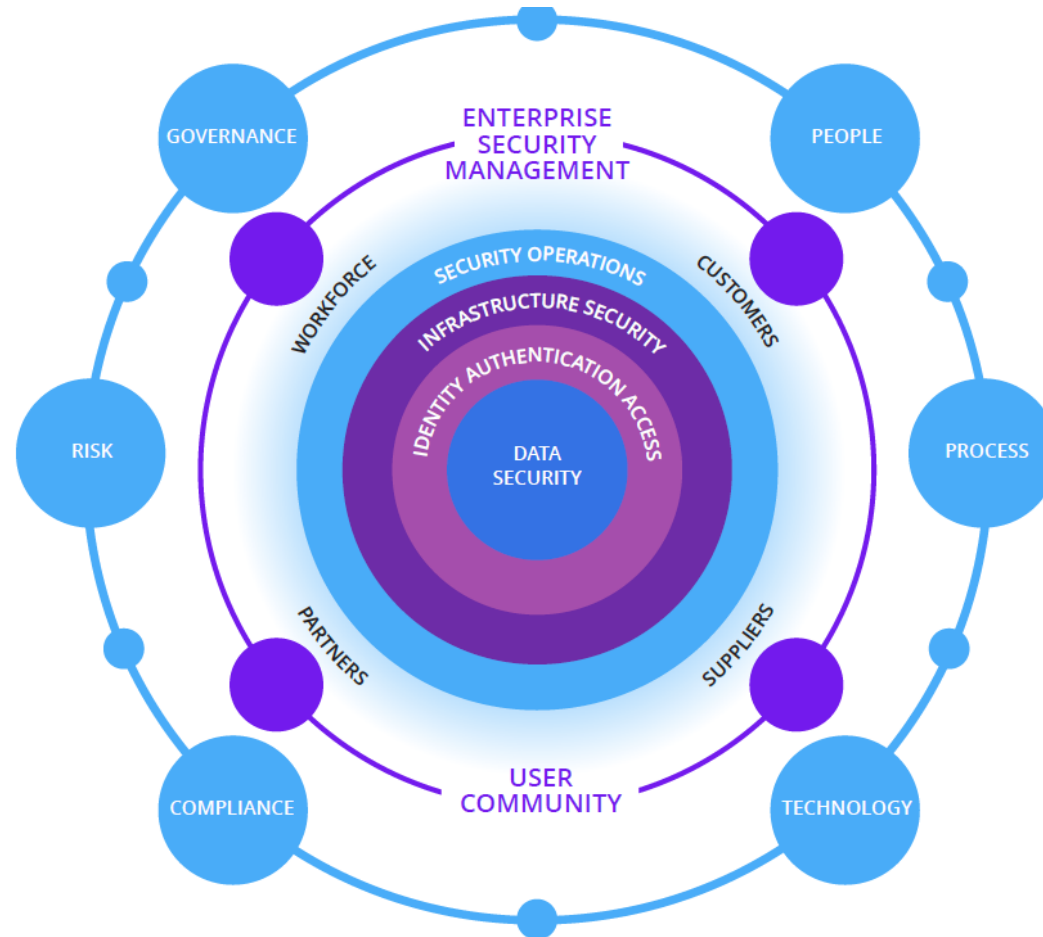 ENTERPRISE
SECURITY
MANAGEMENT
GOVERNANCE
PEOPLE
WORKFORCE
SECURITY OPERATIONS
CUSTOMERS
INFRASTRUCTURE SECURITY
IDENTITY AUTHENTICATION ACCESS
RISK
DATA
SECURITY
PROCESS
PARTNERS
SUPPLIERS
USER
COMMUNITY
COMPLIANCE
TECHNOLOGY